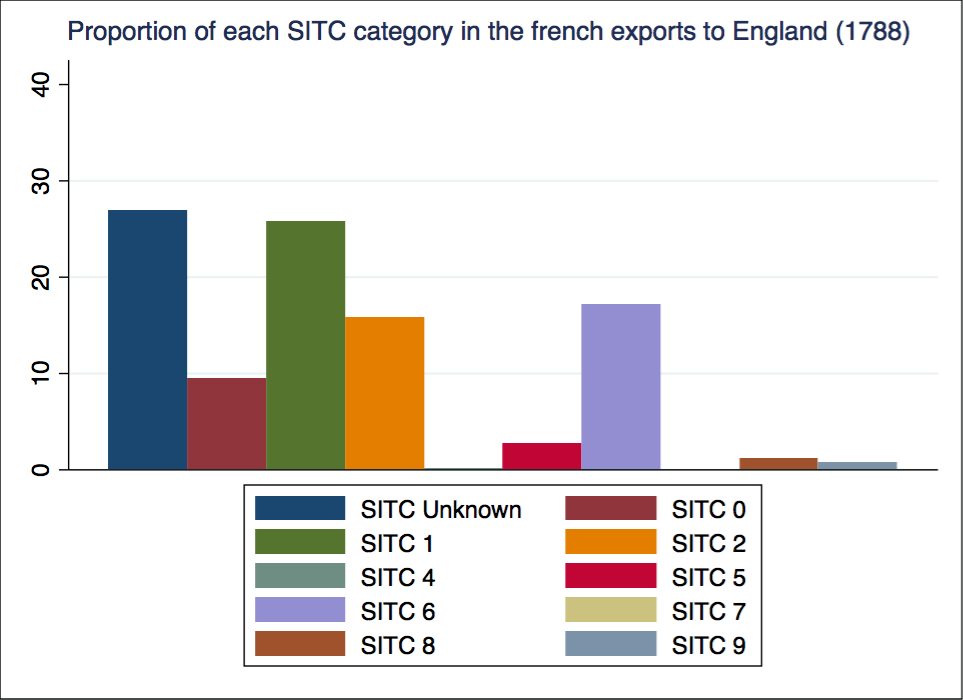 Proportion of each SITC category in the french exports to England (1788)
40
30
20
10
0
SITC Unknown SITC 0
SITC 1 SITC 2
SITC 4 SITC 5
SITC 6 SITC 7
SITC 8 SITC 9